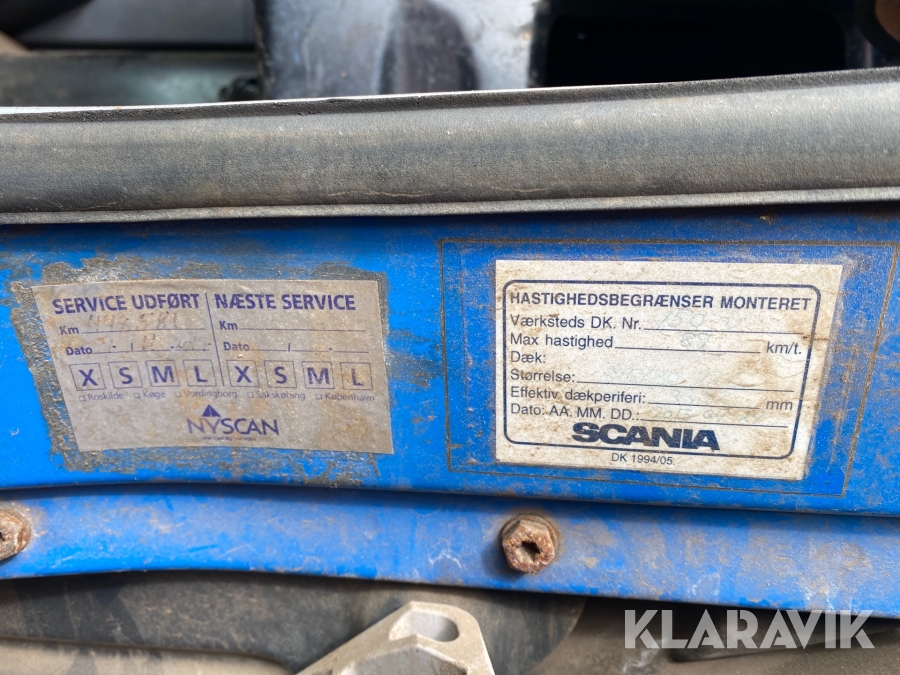 SERVICE UDFØRT
Km
Dato
X S M L
NÆSTE SERVICE
Km
Dato / .
X S M L
□ Roskilde □ Køge □ Vordingborg □ Sakskøbing □ København
NYSCAN
HASTIGHEDSBEGRÆNSER MONTERET
Værksteds DK. Nr.
Max hastighed km/t.
Dæk:
Størrelse:
Effektiv dækperiferi: mm
Dato: AA. MM. DD.:
SCANIA
DK 1994/05.
KLARAVIK